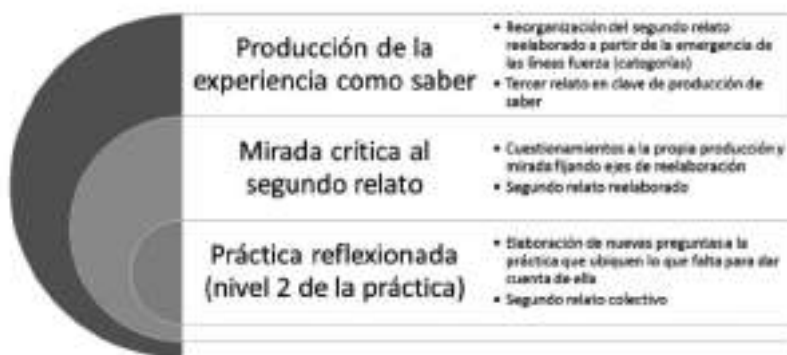 Producción de la
experiencia como saber
• Reorganización del segundo relato
reelaborado a partir de la emergencia de
las líneas fuerza (categorías)
• Tercer relato en clave de producción de
saber
Mirada crítica al
segundo relato
• Cuestionamientos a la propia producción y
mirada fijando ejes de reelaboración
• Segundo relato reelaborado
Práctica reflexionada
(nivel 2 de la práctica)
• Elaboración de nuevas preguntas a la
práctica que ubiquen lo que falta para dar
cuenta de ella
• Segundo relato colectivo